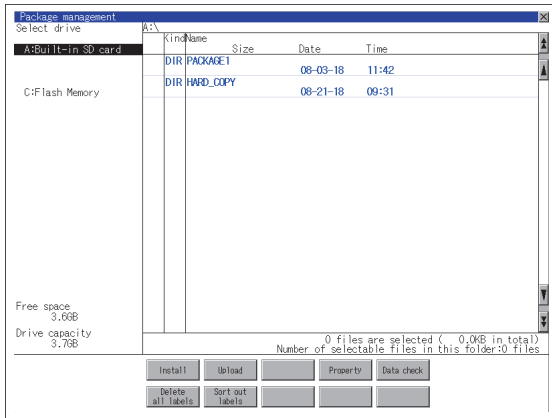 Package management
Select drive
A:\
Kind Name
Size Date Time
A:Built-in SD card
DIR PACKAGE1
08-03-18 11:42
DIR HARD_COPY
08-21-18 09:31
C:Flash Memory
Free space
3.6GB
Drive capacity
3.7GB
0 files are selected ( 0.0KB in total)
Number of selectable files in this folder:0 files
Install Upload Property Data check
Delete all labels
Sort out labels